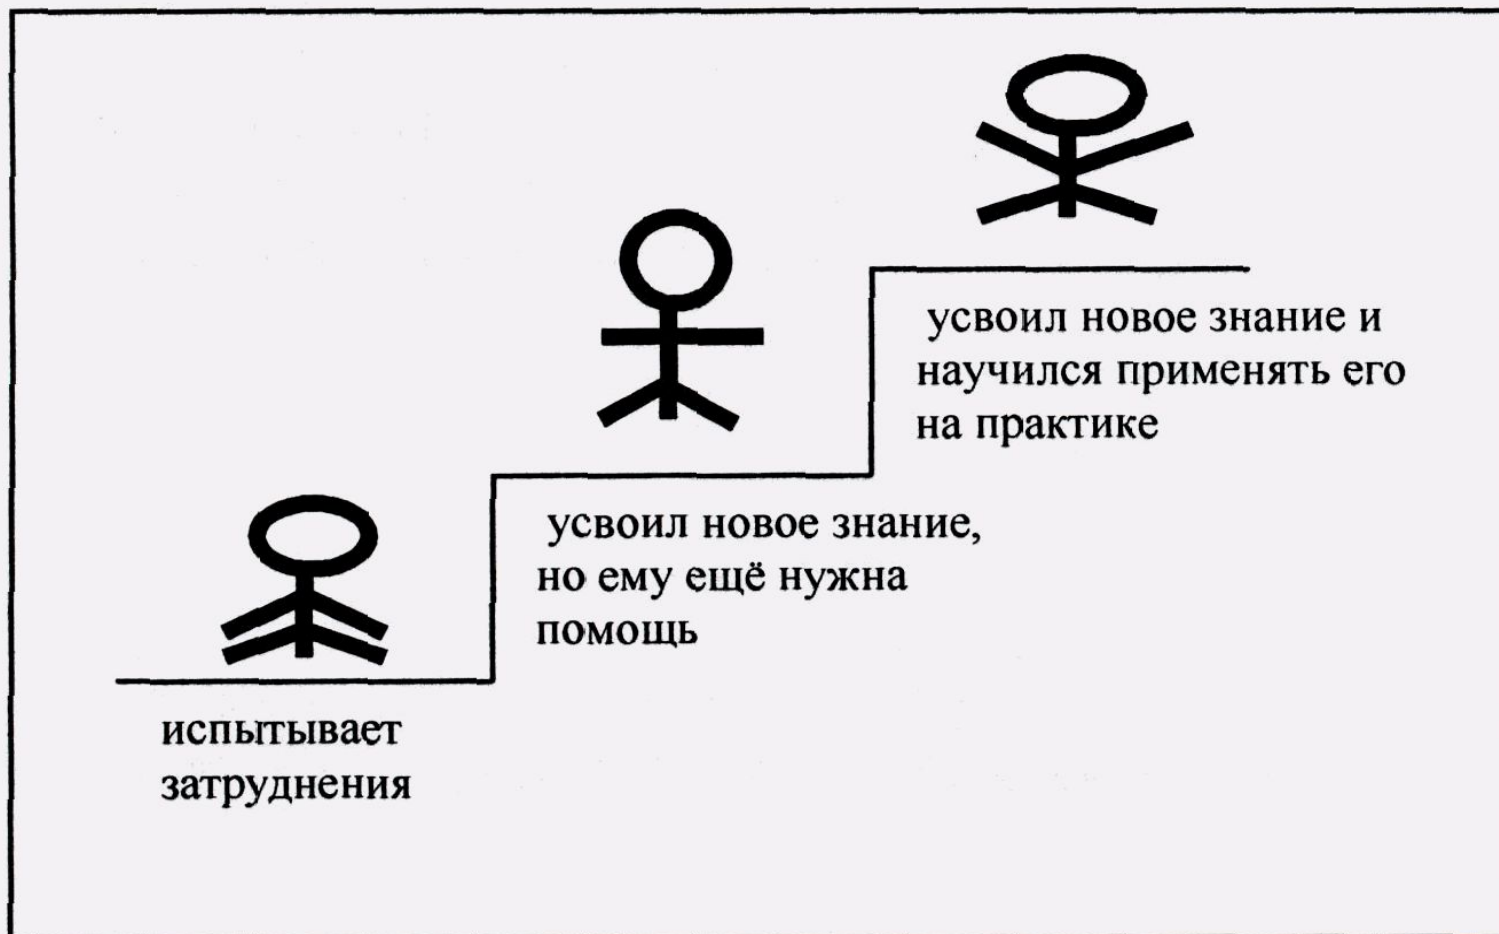 усвоил новое знание и
научился применять его
на практике
усвоил новое знание,
но ему ещё нужна
помощь
испытывает
затруднения